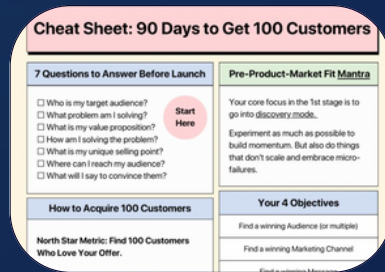 Cheat Sheet: 90 Days to Get 100 Customers
7 Questions to Answer Before Launch
☐ Who is my target audience?
☐ What problem am I solving?
☐ What is my value proposition?
☐ How am I solving the problem?
☐ What is my unique selling point?
☐ Where can I reach my audience?
☐ What will I say to convince them?
Start
Here
Pre-Product-Market Fit Mantra
Your core focus in the 1st stage is to
go into discovery mode.
Experiment as much as possible to
build momentum. But also do things
that don't scale and embrace micro-
failures.
How to Acquire 100 Customers
North Star Metric: Find 100 Customers
Who Love Your Offer.
Your 4 Objectives
Find a winning Audience (or multiple)
Find a winning Marketing Channel
Find a winning Message